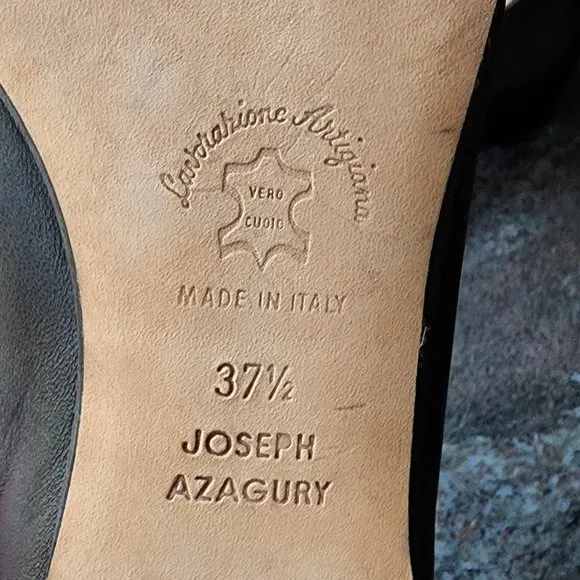 Lavorazione Artigiana
VERO
CUOIO
MADE IN ITALY
37½
JOSEPH
AZAGURY